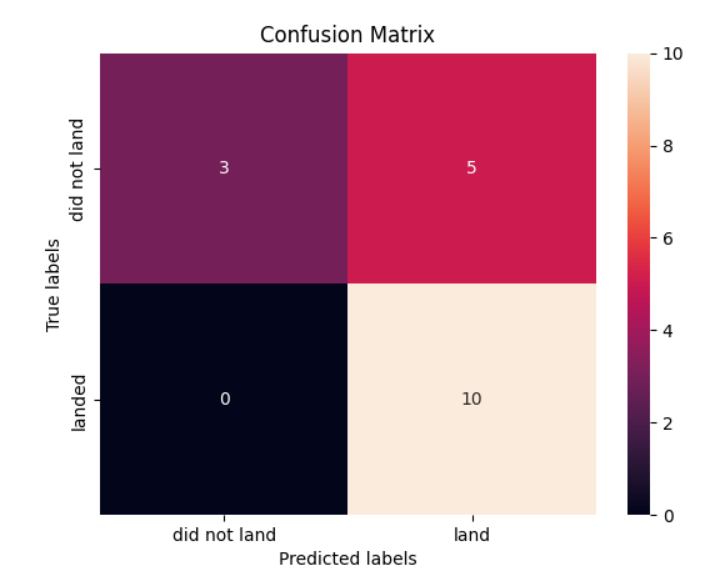 Confusion Matrix
did not land
landed
True labels
3
5
0
10
did not land
land
Predicted labels
10
8
6
4
2
0